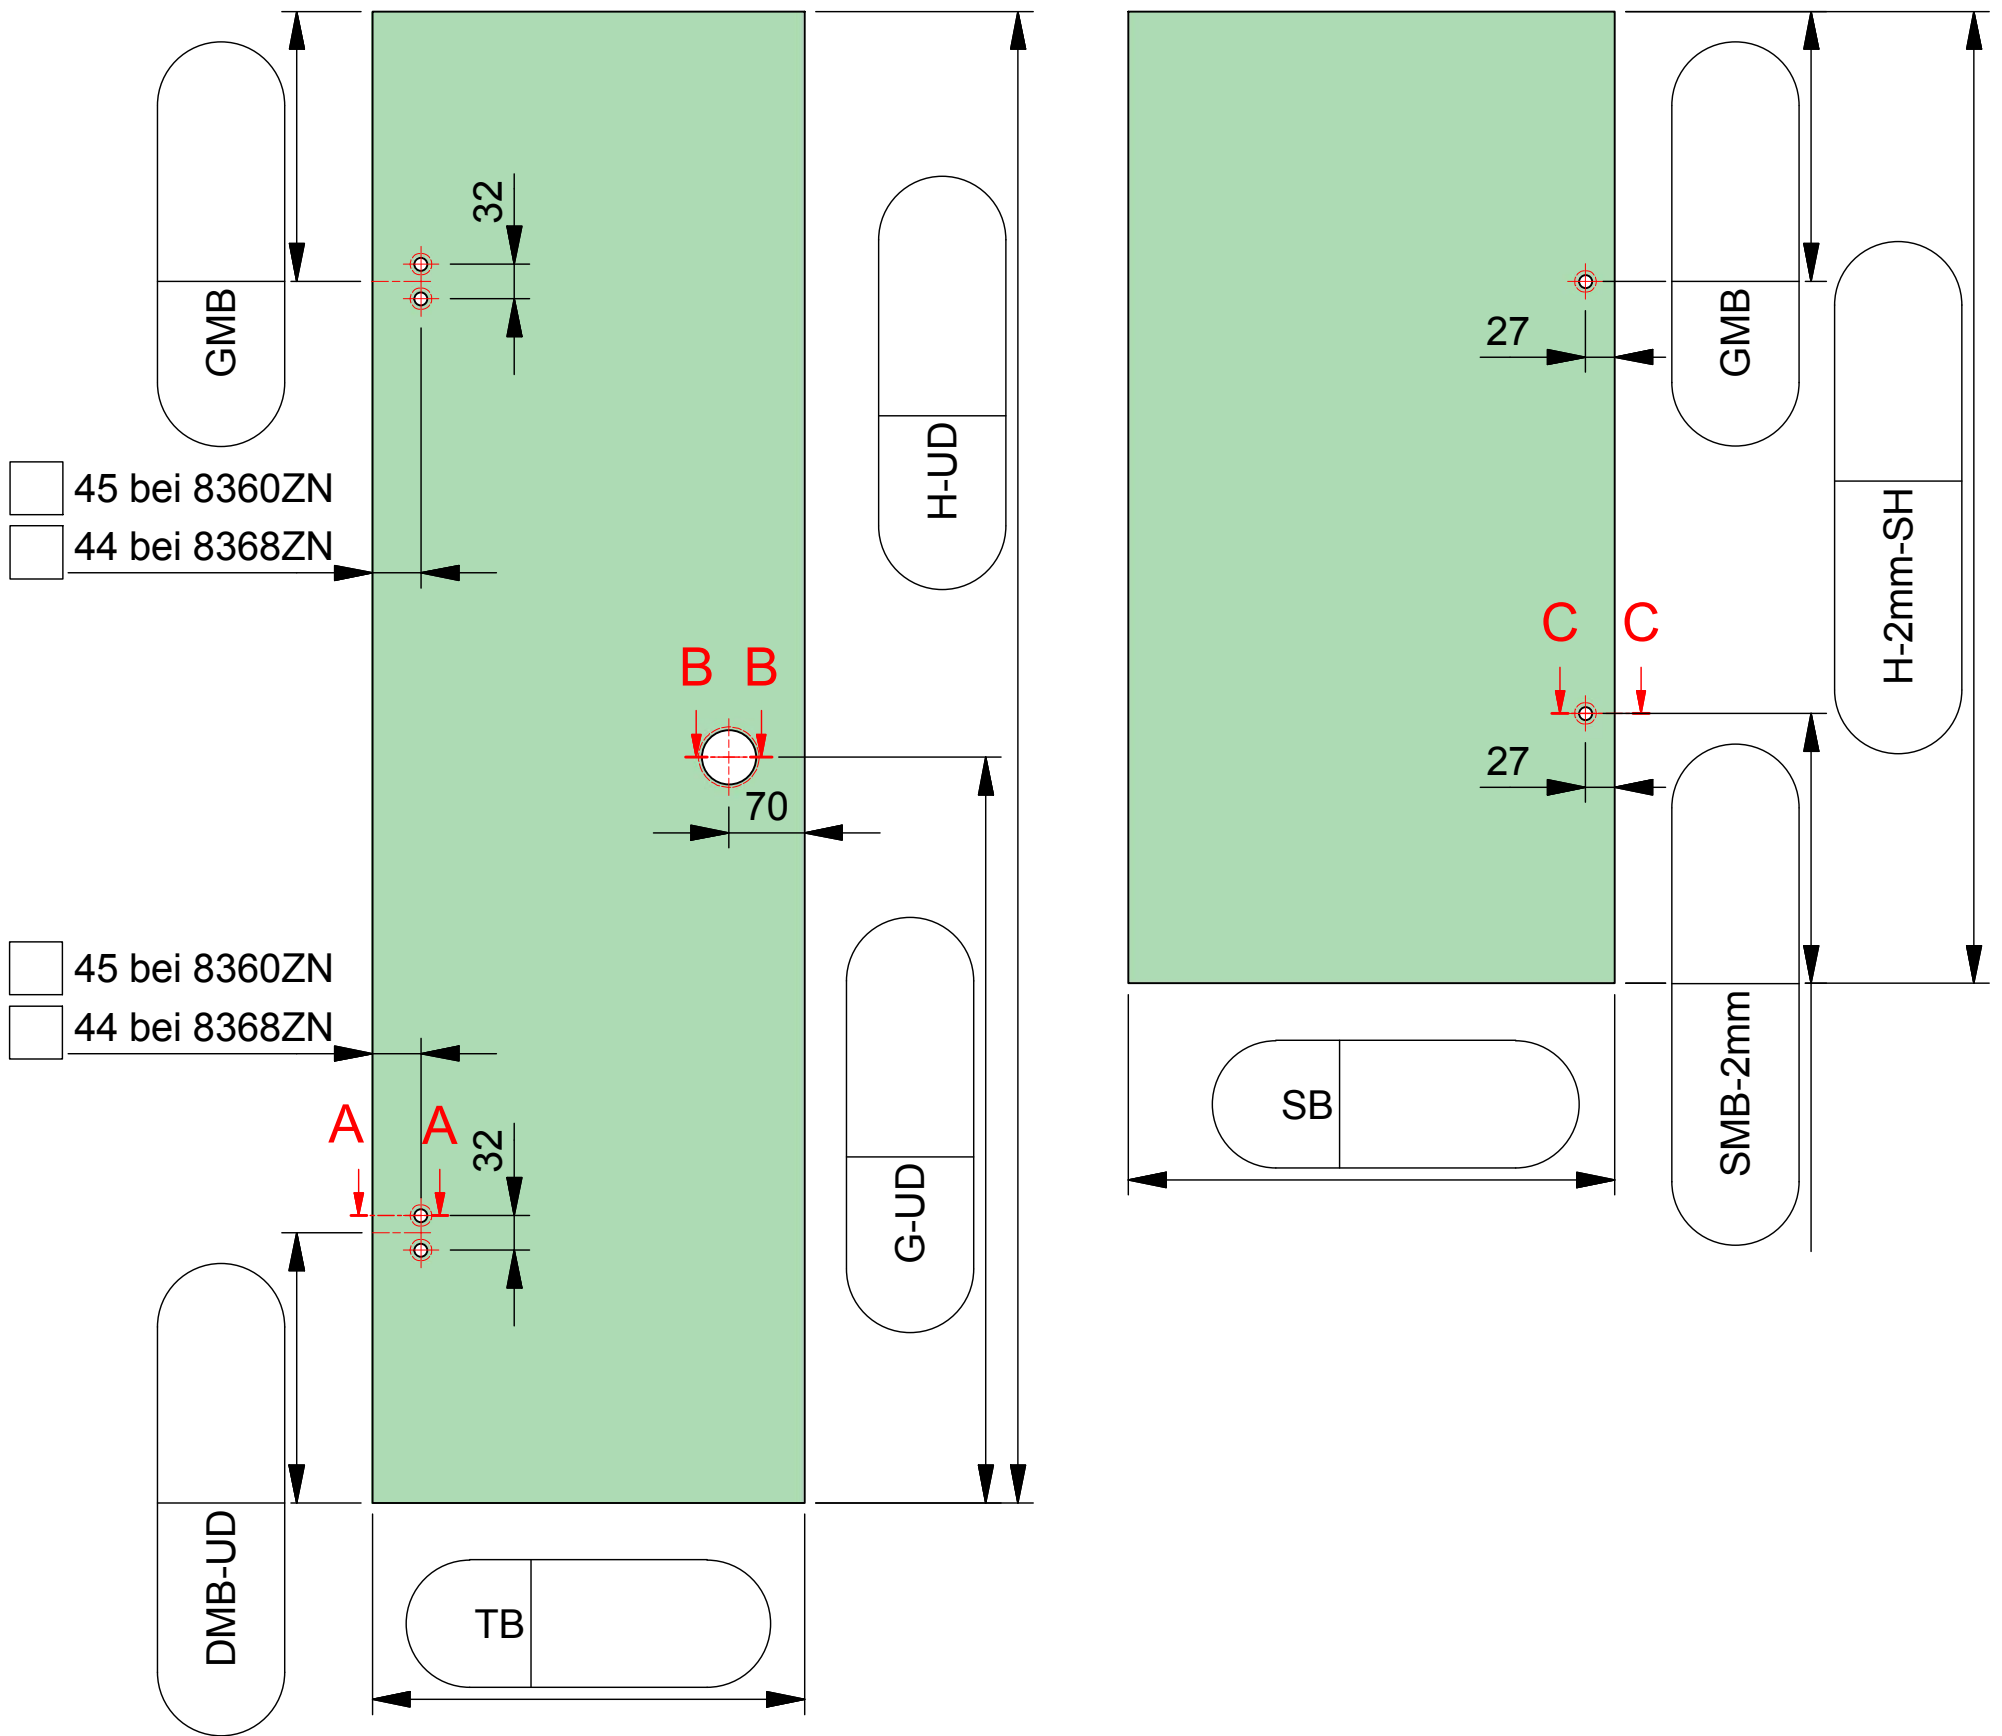 32
GMB
45 bei 8360ZN
44 bei 8368ZN
H-UD
B B
70
45 bei 8360ZN
44 bei 8368ZN
A A
32
G-UD
DMB-UD
TB
27
GMB
H-2mm-SH
C C
27
SMB-2mm
SB